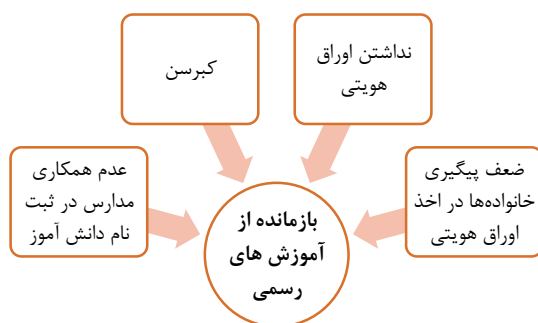 نداشتن اوراق
هویتی
کبرسن
ضعف پیگیری
خانواده‌ها در اخذ
اوراق هویتی
عدم همکاری
مدارس در ثبت
نام دانش آموز
بازمانده از
آموزش های
رسمی